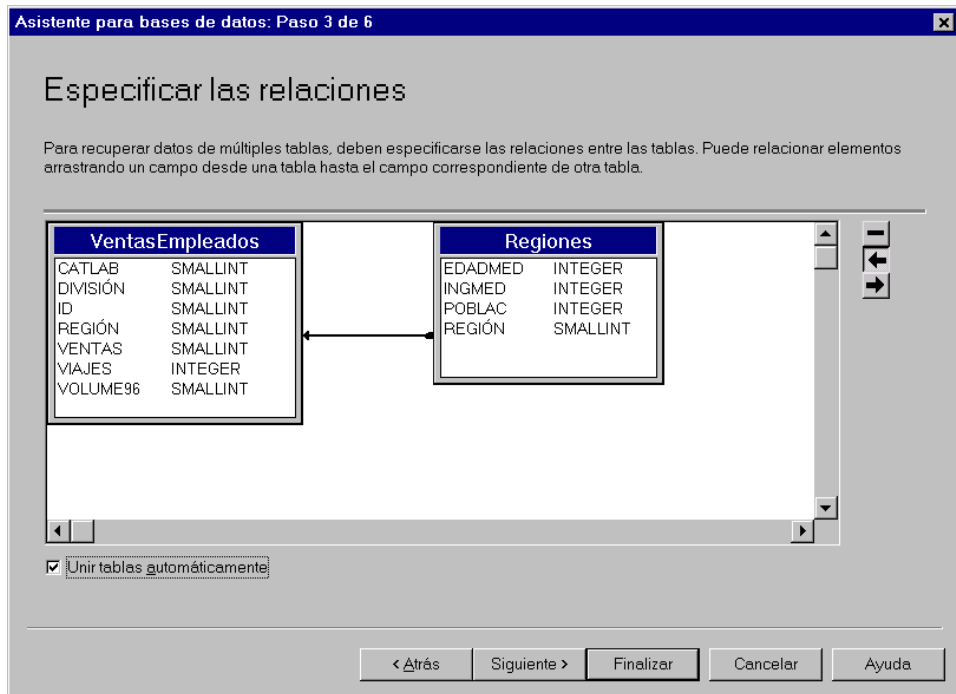 Asistente para bases de datos: Paso 3 de 6
Especificar las relaciones
Para recuperar datos de múltiples tablas, deben especificarse las relaciones entre las tablas. Puede relacionar elementos
arrastrando un campo desde una tabla hasta el campo correspondiente de otra tabla.
VentasEmpleados
CATLAB SMALLINT
DIVISIÓN SMALLINT
ID SMALLINT
REGIÓN SMALLINT
VENTAS SMALLINT
VIAJES INTEGER
VOLUME96 SMALLINT
Regiones
EDADMED INTEGER
INGMED INTEGER
POBLAC INTEGER
REGIÓN SMALLINT
Unir tablas automáticamente
< Atrás
Siguiente >
Finalizar
Cancelar
Ayuda